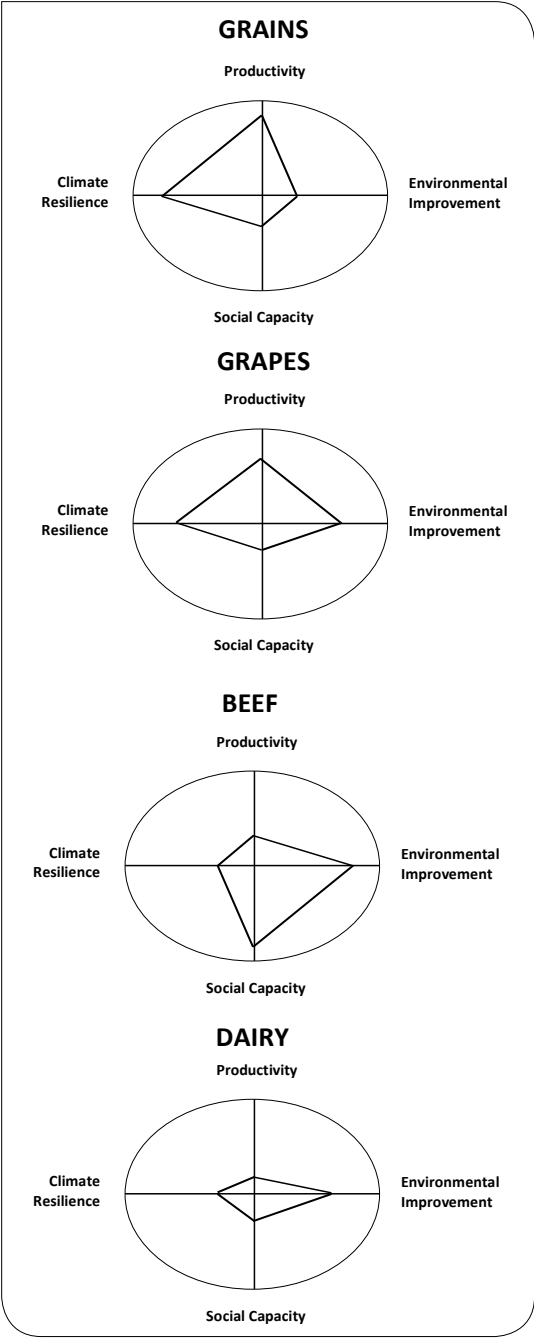 GRAINS
Productivity
Climate
Resilience
Environmental
Improvement
Social Capacity
GRAPES
Productivity
Climate
Resilience
Environmental
Improvement
Social Capacity
BEEF
Productivity
Climate
Resilience
Environmental
Improvement
Social Capacity
DAIRY
Productivity
Climate
Resilience
Environmental
Improvement
Social Capacity